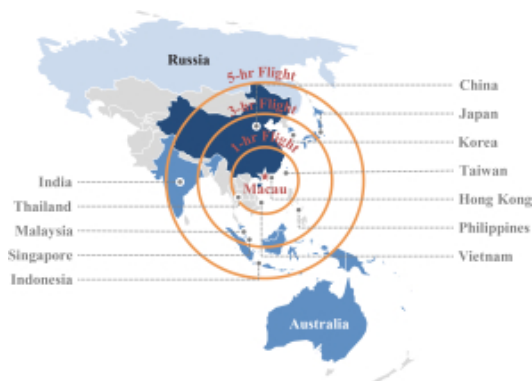 Russia
5-hr Flight
3-hr Flight
1-hr Flight
Macau
China
Japan
Korea
Taiwan
Hong Kong
Philippines
Vietnam
India
Thailand
Malaysia
Singapore
Indonesia
Australia